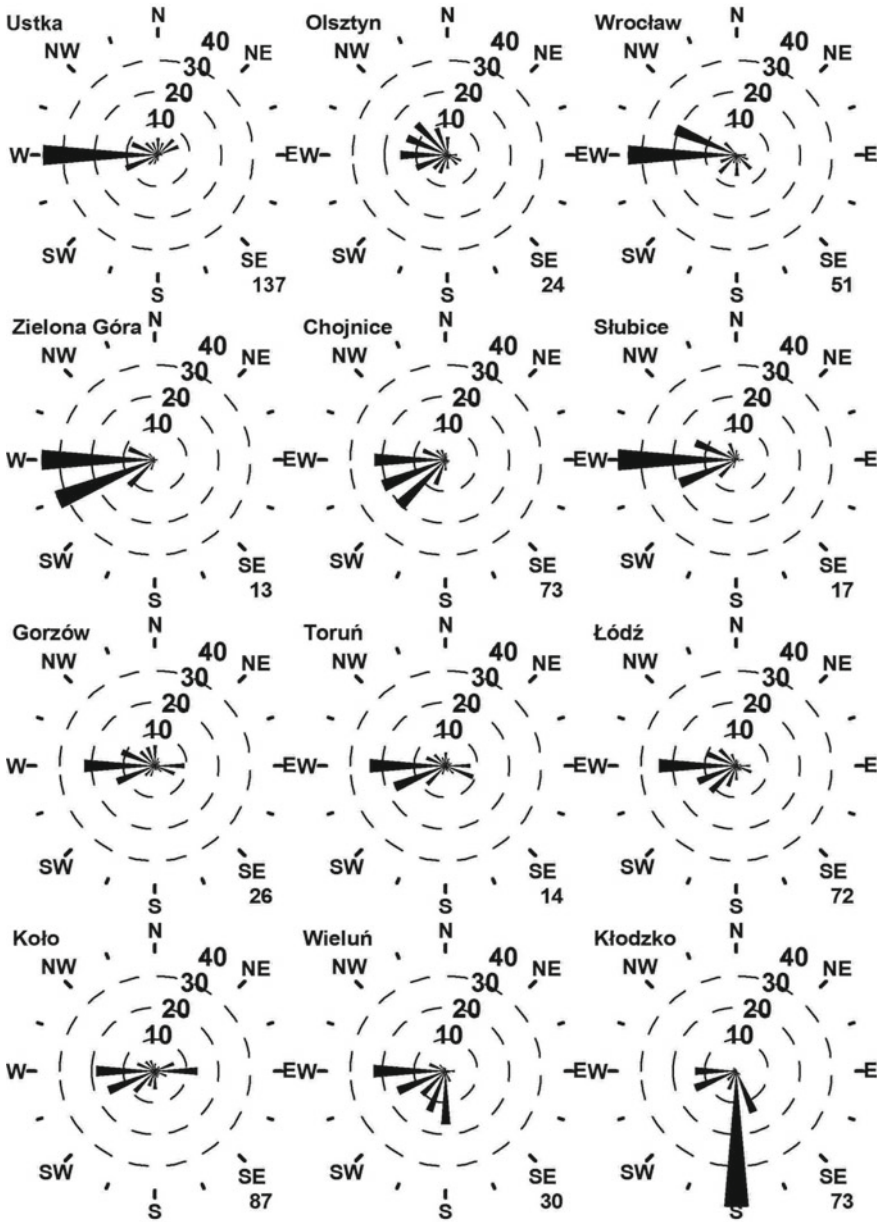 Ustka N
NW 40 NE
30
20
10
W E
SW SE
S 137
Olsztyn N
NW 40 NE
30
20
10
W E
SW SE
S 24
Wrocław N
NW 40 NE
30
20
10
W E
SW SE
S 51
Zielona Góra N
NW 40 NE
30
20
10
W E
SW SE
S 13
Chojnice N
NW 40 NE
30
20
10
W E
SW SE
S 73
Słubice N
NW 40 NE
30
20
10
W E
SW SE
S 17
Gorzów N
NW 40 NE
30
20
10
W E
SW SE
S 26
Toruń N
NW 40 NE
30
20
10
W E
SW SE
S 14
Łódź N
NW 40 NE
30
20
10
W E
SW SE
S 72
Koło N
NW 40 NE
30
20
10
W E
SW SE
S 87
Wieluń N
NW 40 NE
30
20
10
W E
SW SE
S 30
Kłodzko N
NW 40 NE
30
20
10
W E
SW SE
S 73